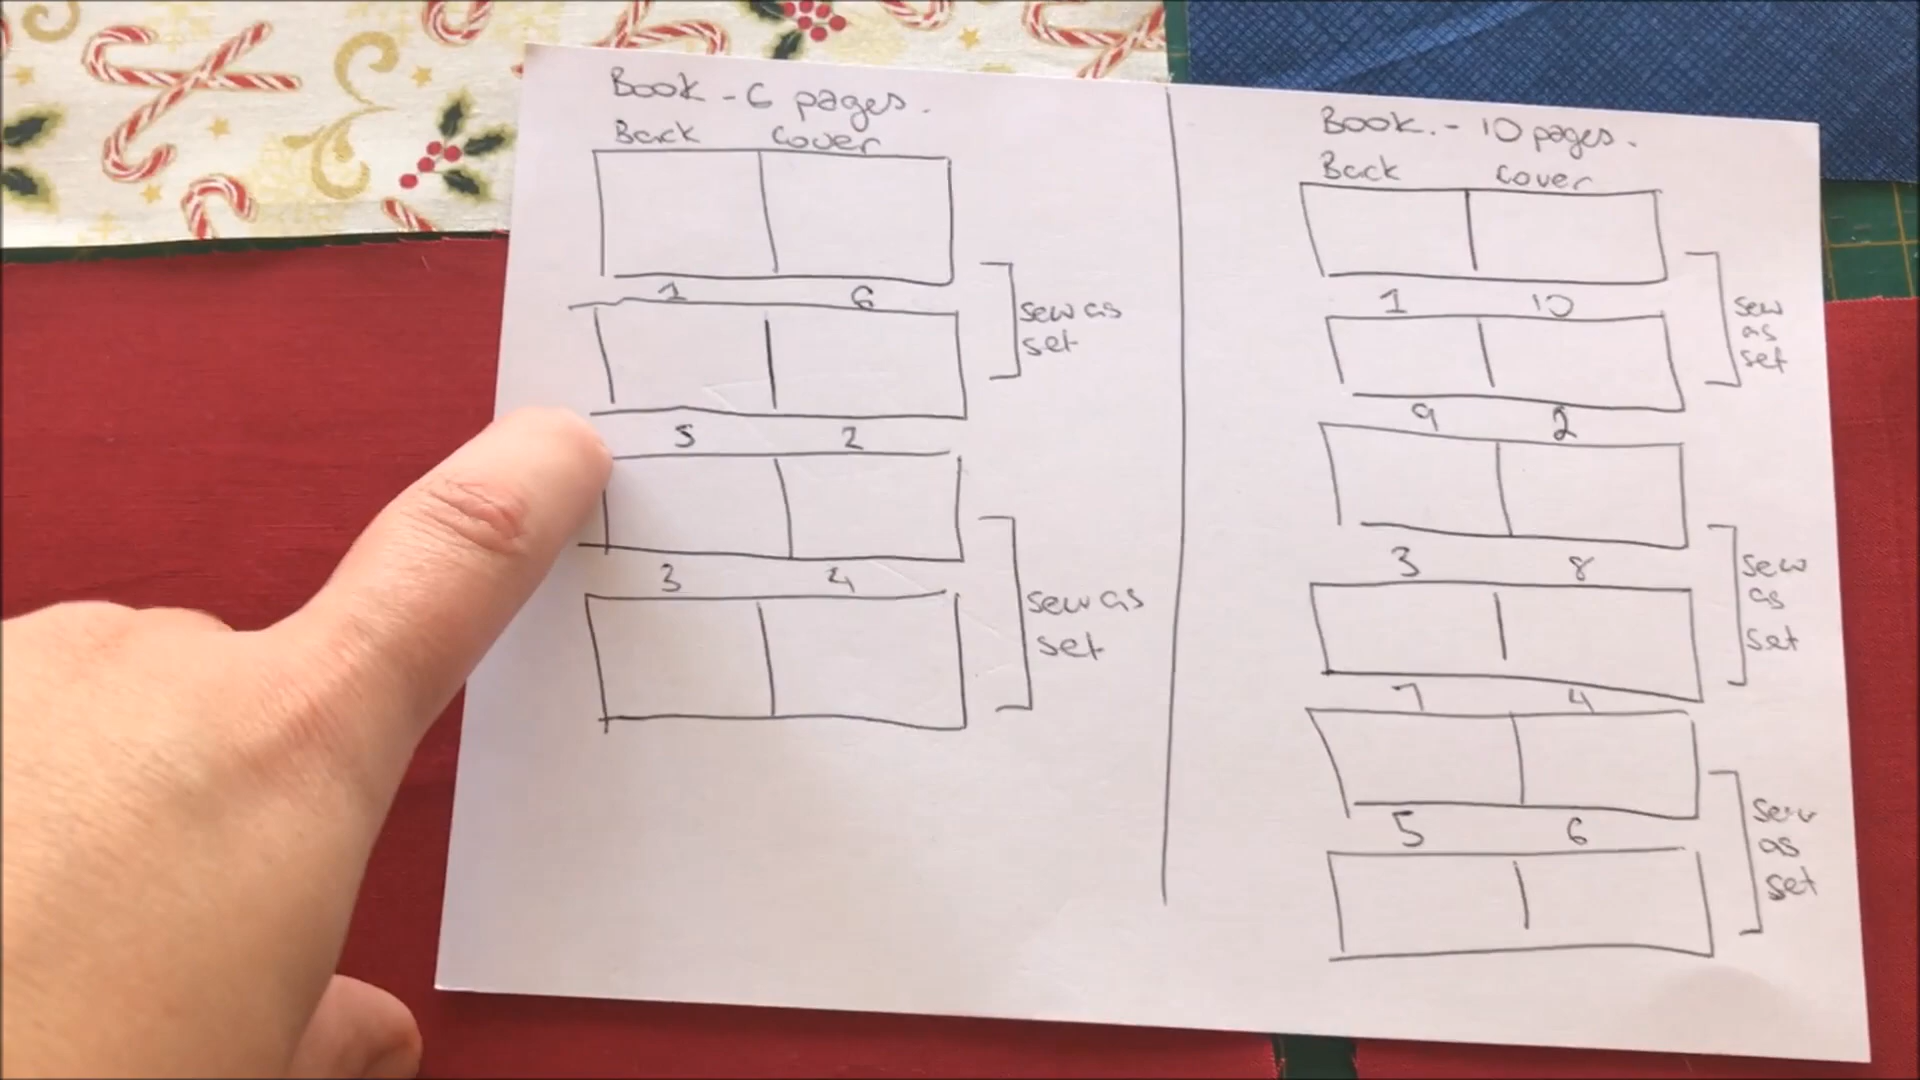 Book - 6 pages.
Back cover
1 6
sew as
set
5 2
3 4
sew as
set
Book. - 10 pages.
Back cover
1 10
sew
as
set
9 2
3 8
sew
as
set
7 4
5 6
sew
as
set